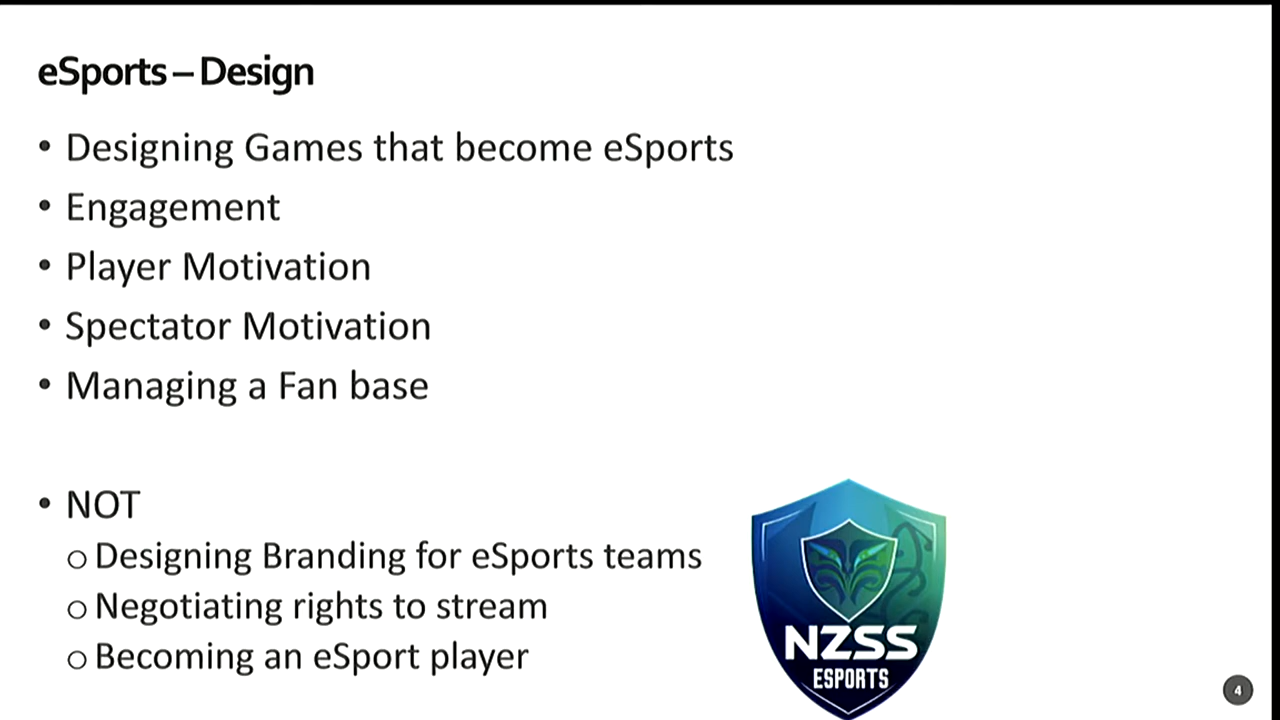 eSports – Design
• Designing Games that become eSports
• Engagement
• Player Motivation
• Spectator Motivation
• Managing a Fan base
• NOT
o Designing Branding for eSports teams
o Negotiating rights to stream
o Becoming an eSport player
NZSS
ESPORTS
4